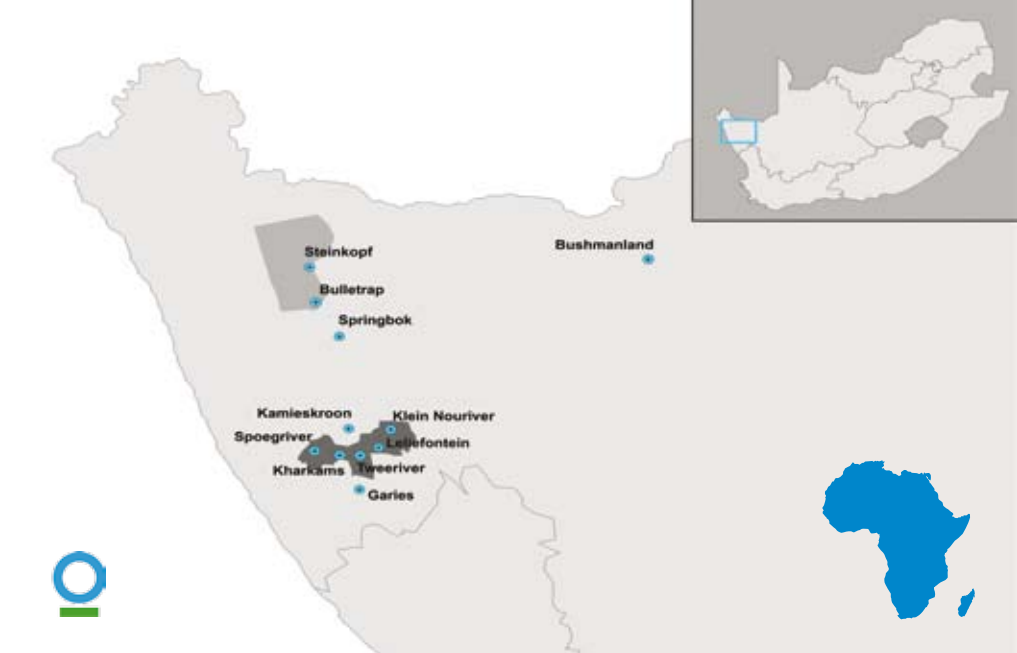 Bushmanland
Steinkopf
Bulletrap
Springbok
Kamieskroon
Klein Nouriver
Spoegriver
Leliefontein
Kharkams
Tweeriver
Garies